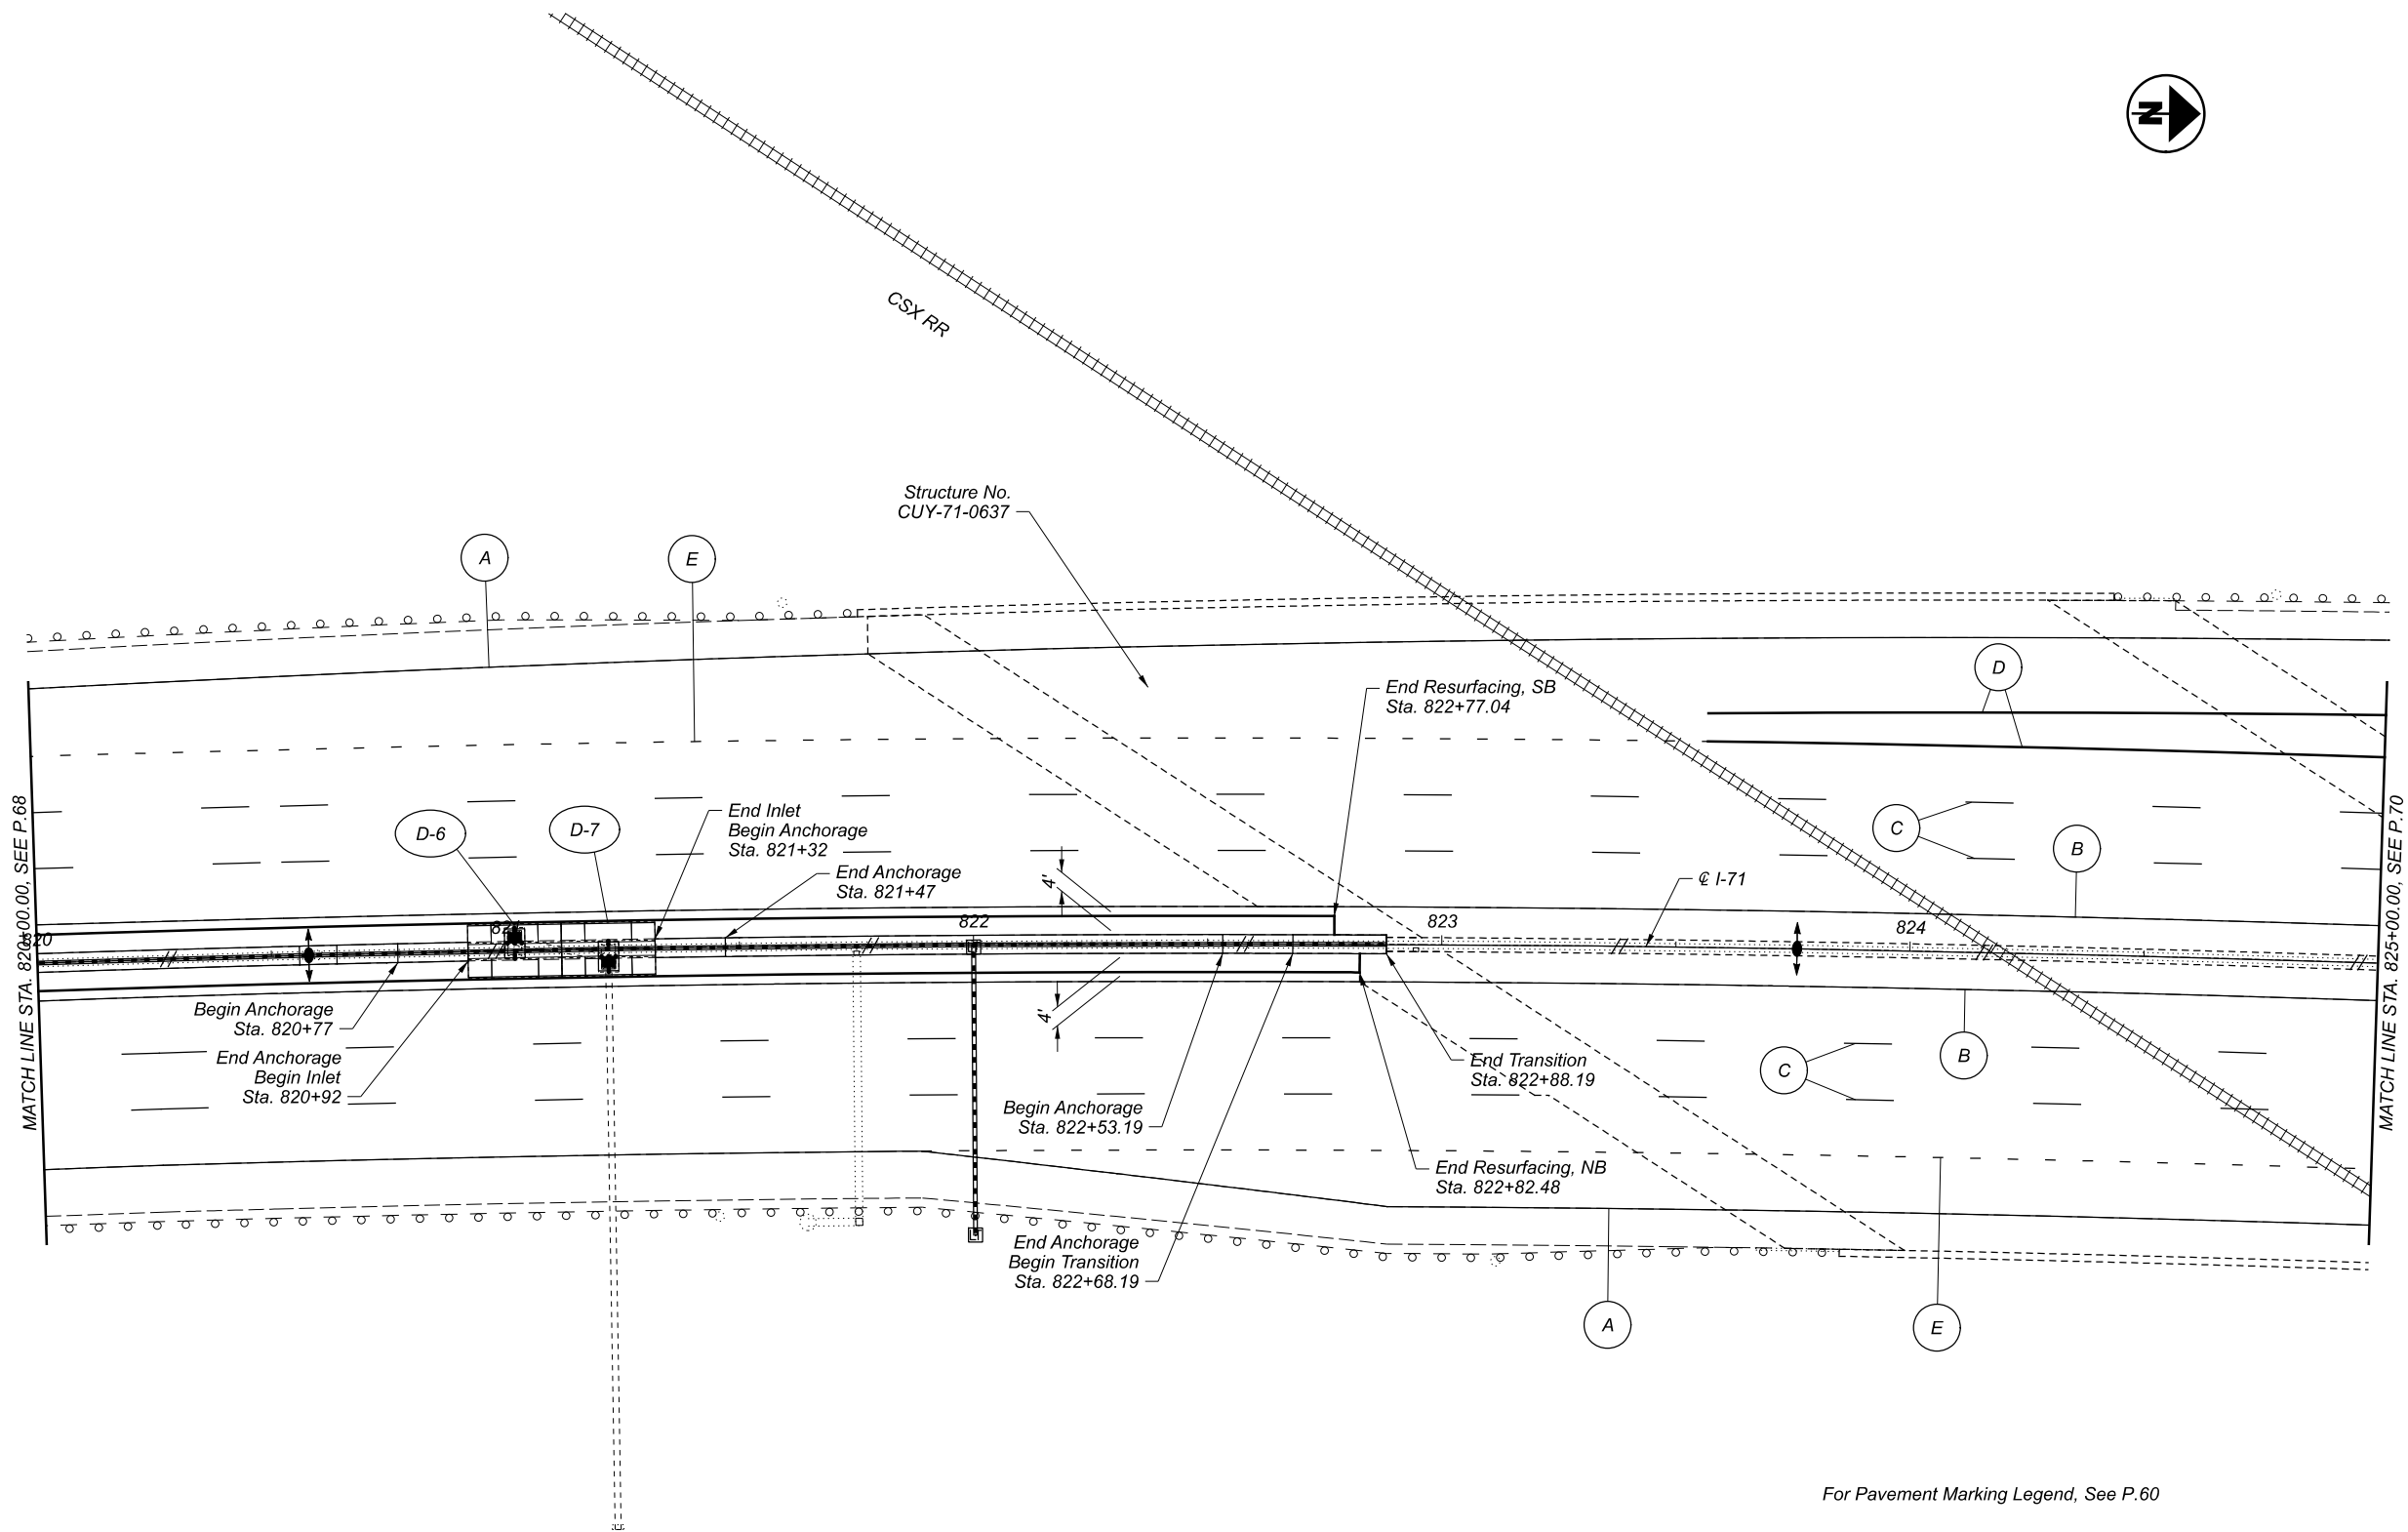 N
CSX RR
Structure No.
CUY-71-0637
A
E
D
End Resurfacing, SB
Sta. 822+77.04
MATCH LINE STA. 820+00.00, SEE P.68
MATCH LINE STA. 825+00.00, SEE P.70
D-6
D-7
End Inlet
Begin Anchorage
Sta. 821+32
End Anchorage
Sta. 821+47
4'
C
B
℄ I-71
820
822
823
824
Begin Anchorage
Sta. 820+77
End Anchorage
Begin Inlet
Sta. 820+92
4'
End Transition
Sta. 822+88.19
C
B
Begin Anchorage
Sta. 822+53.19
End Resurfacing, NB
Sta. 822+82.48
End Anchorage
Begin Transition
Sta. 822+68.19
A
E
For Pavement Marking Legend, See P.60